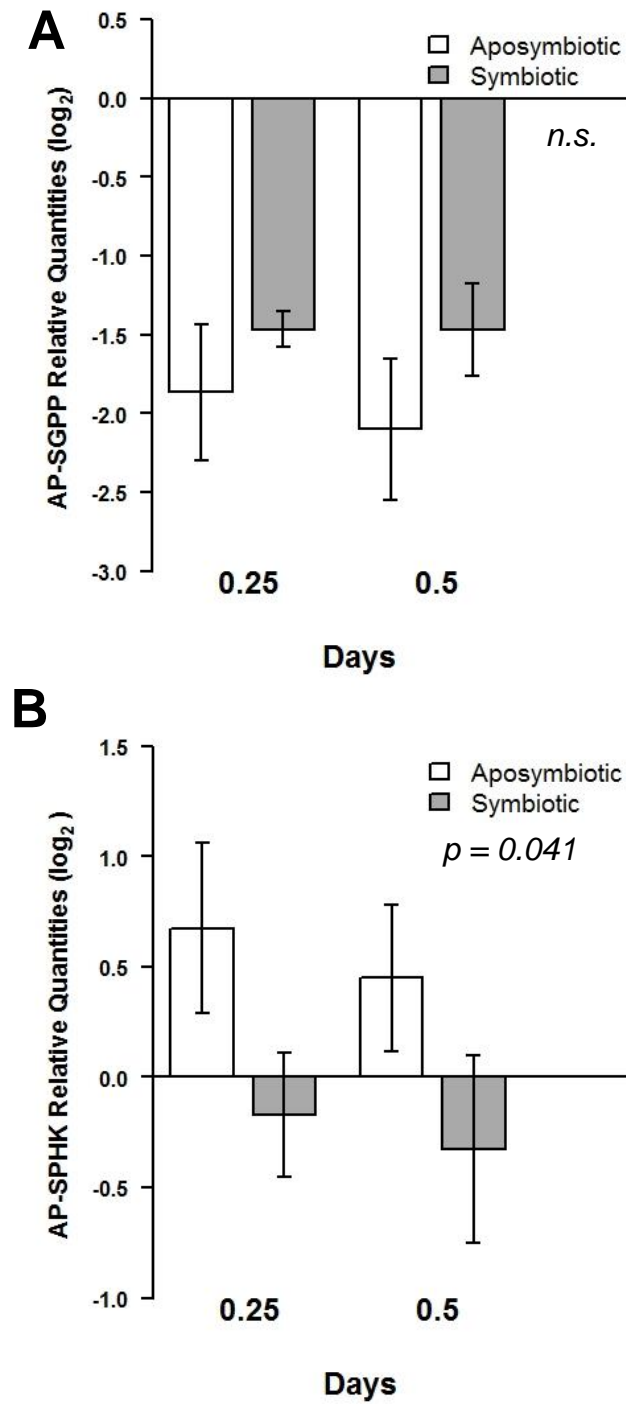 A
Aposymbiotic
Symbiotic
n.s.
AP-SGPP Relative Quantities (log2)
0.5
0.0
-0.5
-1.0
-1.5
-2.0
-2.5
-3.0
0.25 0.5
Days
B
Aposymbiotic
Symbiotic
p = 0.041
AP-SPHK Relative Quantities (log2 )
1.5
1.0
0.5
0.0
-0.5
-1.0
0.25 0.5
Days